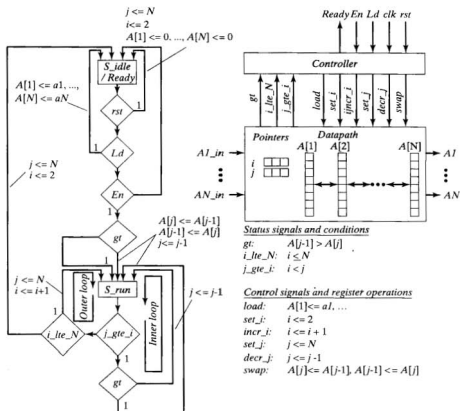 j <= N
i<= 2
A[1] <= 0, ..., A[N] <= 0
S_idle
/ Ready
A[1] <= a1, ...,
A[N] <= aN
1
rst
1
Ld
j <= N
i <= 2
En
1
gt
A[j] <= A[j-1]
A[j-1] <= A[j]
j <= j-1
1
S_run
j <= N
i <= i+1
Outer loop
Inner loop
j <= j-1
1
i_lte_N
j_gte_i
1
gt
1
Ready En Ld clk rst
Controller
gt
i_lte_N
j_gte_i
load
set_i
ijncr_i
set_j
decr_j
swap
Pointers
Datapath
A[1] A[2] A[N]
A1_in
i
j
A1
AN_in
AN
Status signals and conditions
gt: A[j-1] > A[j]
i_lte_N: i ≤ N
j_gte_i: i < j
Control signals and register operations
load: A[1]<= a1, ...
set_i: i <= 2
incr_i: i <= i + 1
set_j: j <= N
decr_j: j <= j -1
swap: A[j]<= A[j-1], A[j-1] <= A[j]